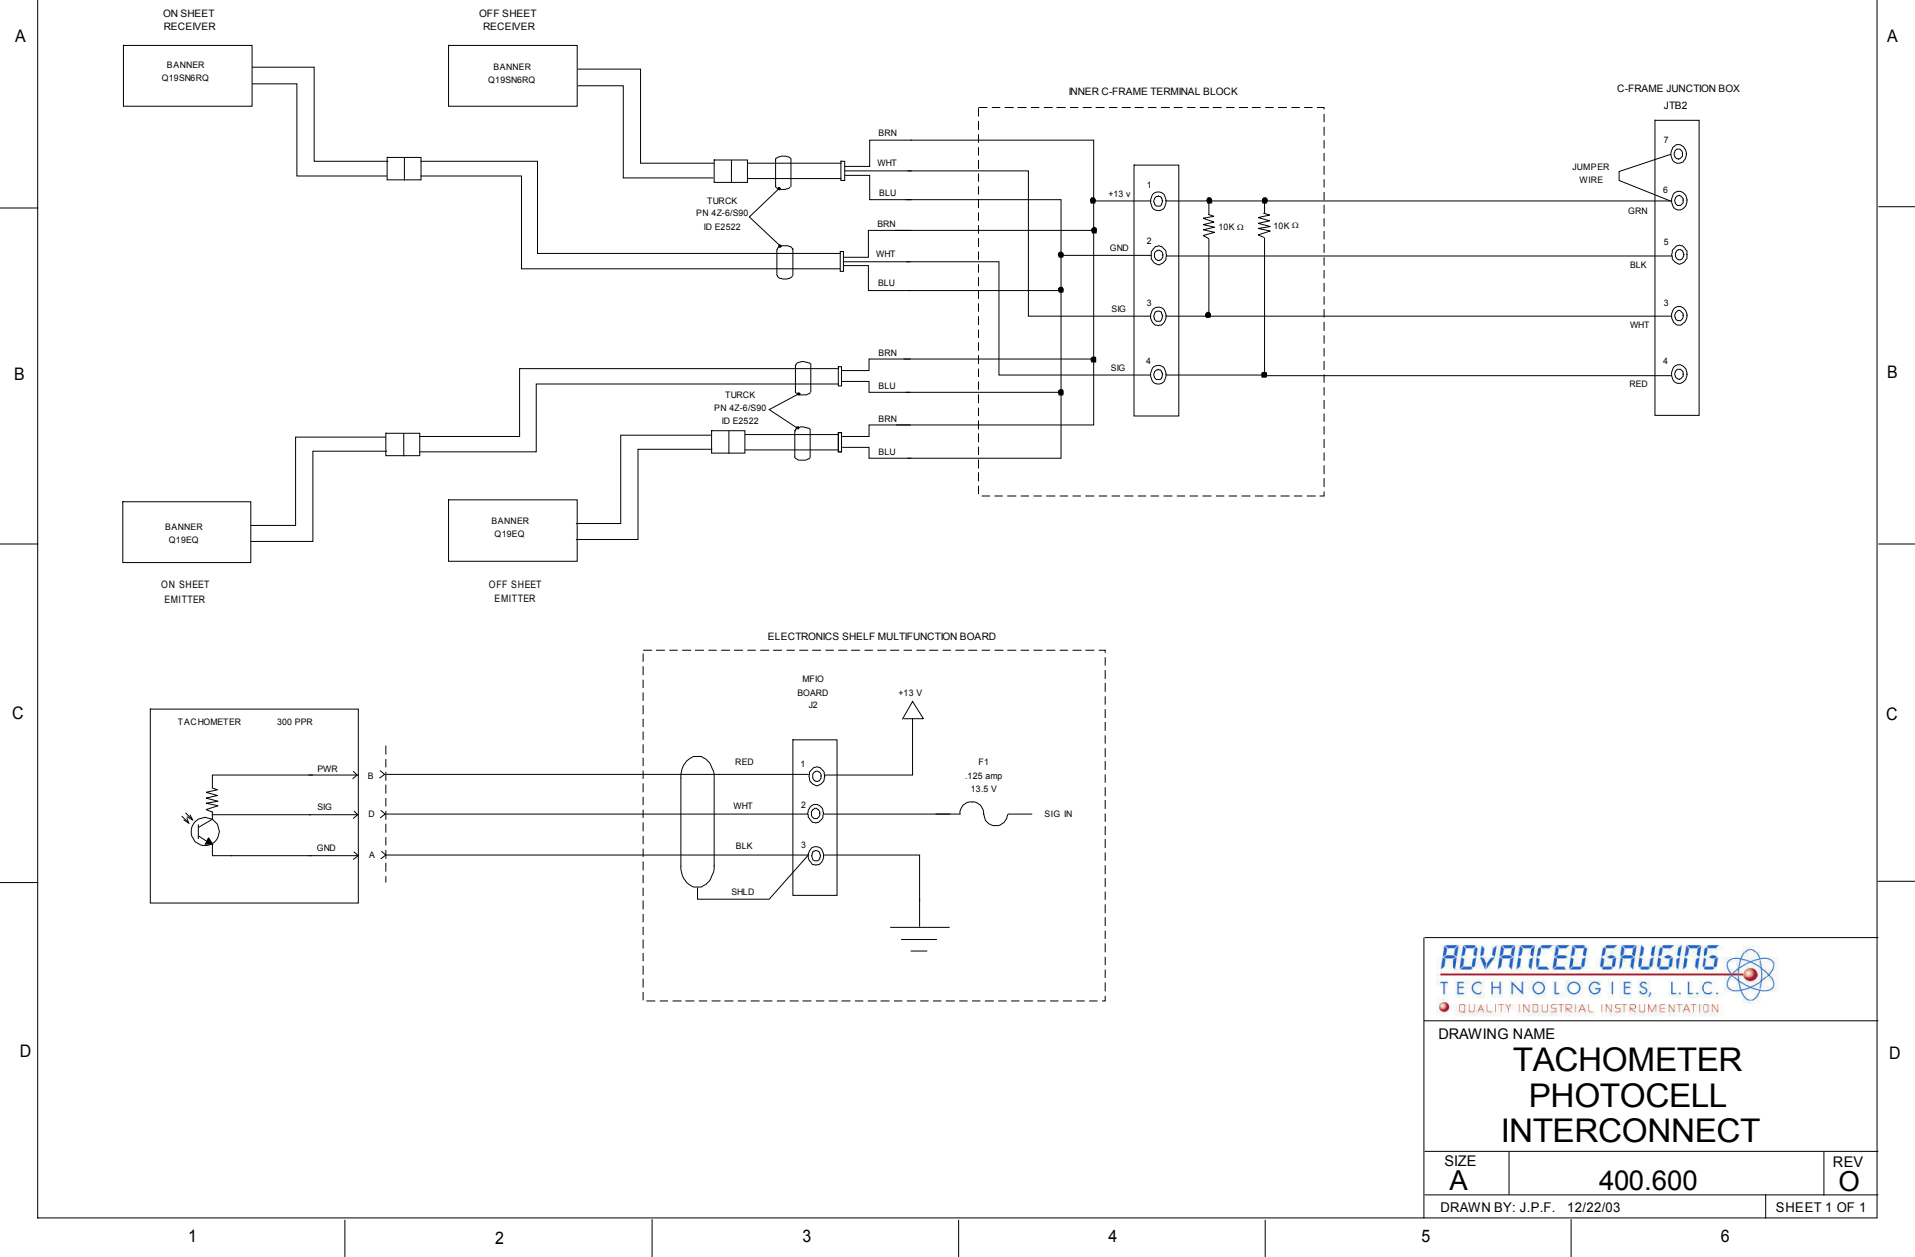 ON SHEET
RECEIVER
OFF SHEET
RECEIVER
A
A
BANNER
Q19SN6RQ
BANNER
Q19SN6RQ
INNER C-FRAME TERMINAL BLOCK
C-FRAME JUNCTION BOX
JTB2
BRN
WHT
BLU
TURCK
PN 4Z-6/S90
ID E2522
BRN
WHT
BLU
+13 v
1
GND
2
SIG
3
SIG
4
10K Ω
10K Ω
JUMPER
WIRE
7
6
GRN
5
BLK
3
WHT
4
RED
B
B
BRN
BLU
TURCK
PN 4Z-6/S90
ID E2522
BRN
BLU
BANNER
Q19EQ
BANNER
Q19EQ
ON SHEET
EMITTER
OFF SHEET
EMITTER
ELECTRONICS SHELF MULTIFUNCTION BOARD
C
C
MFIO
BOARD
J2
+13 V
TACHOMETER 300 PPR
PWR
B
RED
1
F1
.125 amp
13.5 V
SIG
D
WHT
2
SIG IN
GND
A
BLK
3
SHLD
ADVANCED GAUGING
TECHNOLOGIES, L.L.C.
QUALITY INDUSTRIAL INSTRUMENTATION
D
D
DRAWING NAME
TACHOMETER
PHOTOCELL
INTERCONNECT
SIZE
A
400.600
REV
O
DRAWN BY: J.P.F. 12/22/03
SHEET 1 OF 1
1
2
3
4
5
6